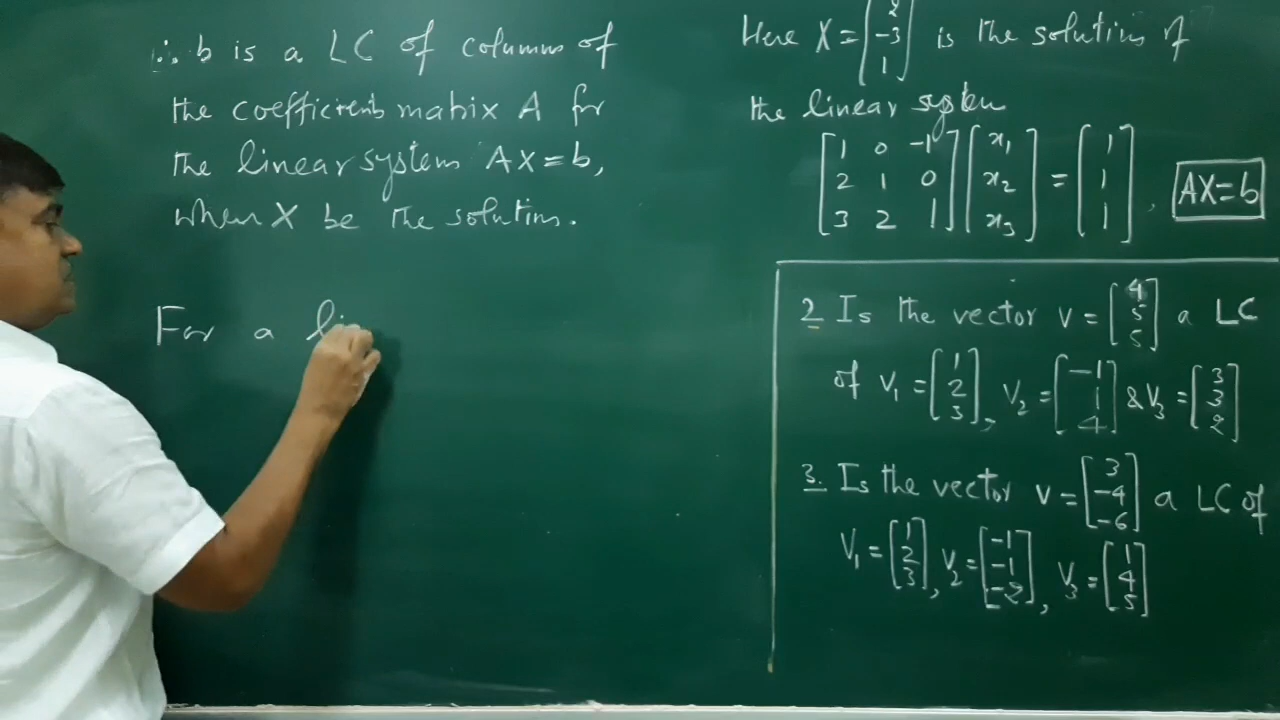 ∴ b is a LC of columns of
the coefficients matrix A for
the linear system AX=b,
when X be the solution.
For a li
Here X = [2 -3 1] is the solution of
the linear system
[1 0 -1; 2 1 0; 3 2 1] [x₁; x₂; x₃] = [1; 1; 1], AX=b
2 Is the vector v = [4; 5; 5] a LC
of v₁ = [1; 2; 3], v₂ = [-1; 1; 4] & v₃ = [3; 3; 2]
3. Is the vector v = [3; -4; -6] a LC of
v₁ = [1; 2; 3], v₂ = [-1; -1; -2], v₃ = [1; 4; 5]